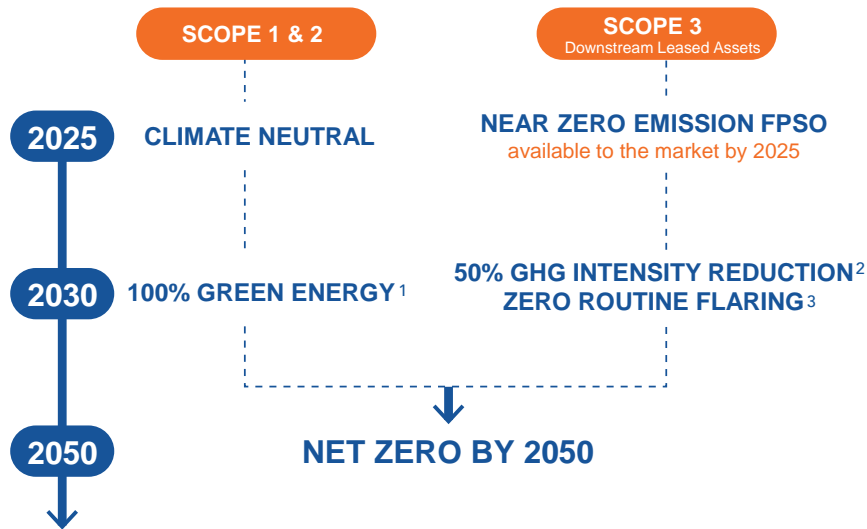 SCOPE 1 & 2
SCOPE 3
Downstream Leased Assets
2025
CLIMATE NEUTRAL
NEAR ZERO EMISSION FPSO
available to the market by 2025
2030
100% GREEN ENERGY 1
50% GHG INTENSITY REDUCTION 2
ZERO ROUTINE FLARING 3
2050
NET ZERO BY 2050